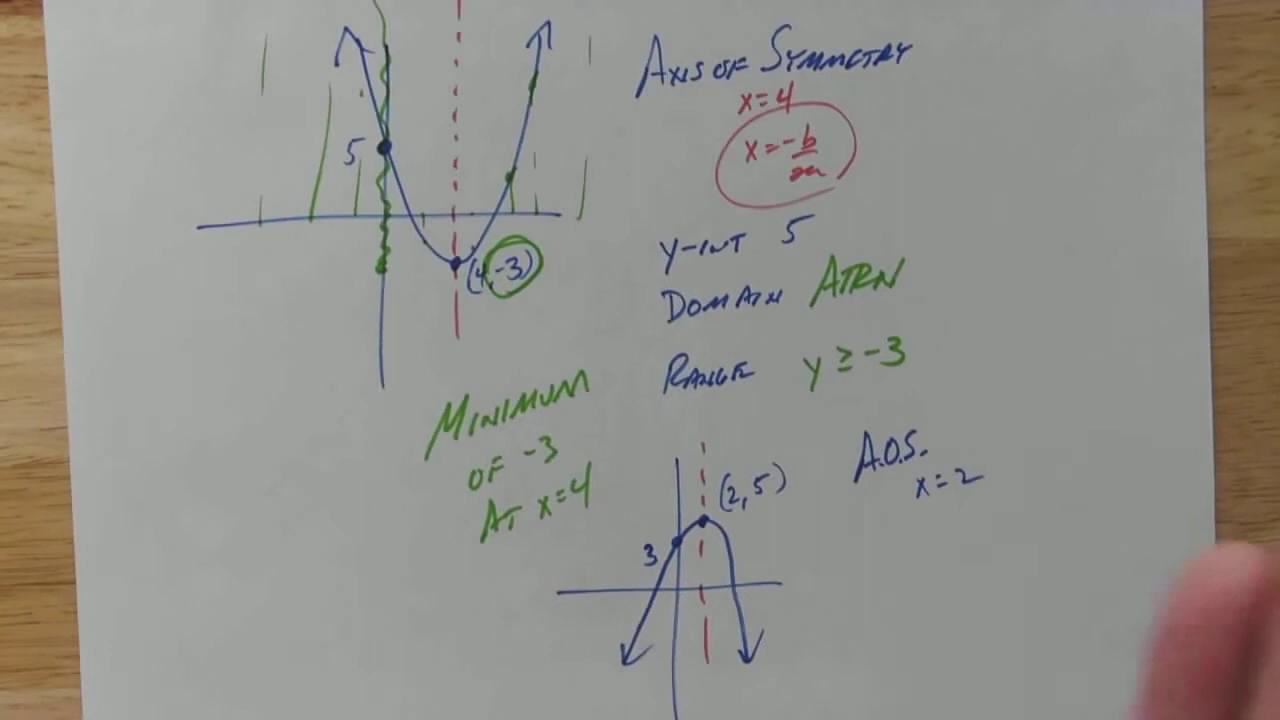 AXIS OF SYMMETRY
x=4
x=-b/2a
5
y-INT 5
(4,-3)
DOMAIN ATRN
RANGE y ≥ -3
MINIMUM
OF -3
AT x=4
A.O.S.
x=2
(2,5)
3